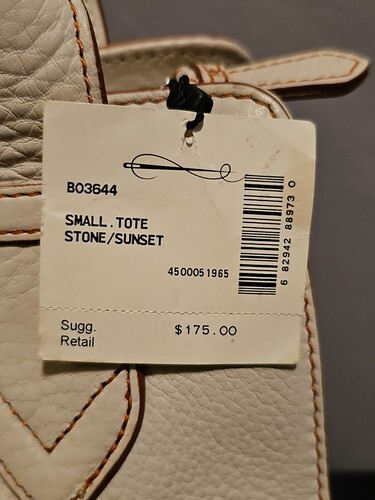 B03644
SMALL.TOTE
STONE/SUNSET
4500051965
6 82942 88973 0
Sugg.
Retail
$175.00